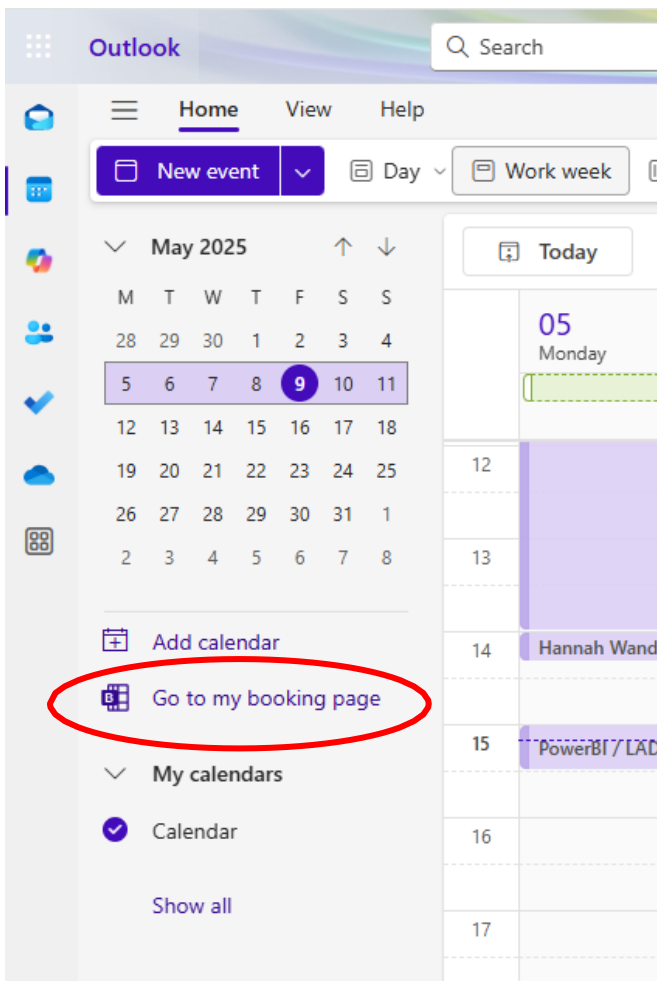 Outlook
Search
Home View Help
New event Day Work week
May 2025
M T W T F S S
28 29 30 1 2 3 4
5 6 7 8 9 10 11
12 13 14 15 16 17 18
19 20 21 22 23 24 25
26 27 28 29 30 31 1
2 3 4 5 6 7 8
Add calendar
B Go to my booking page
My calendars
Calendar
Show all
Today
05
Monday
12
13
14 Hannah Wand
15 PowerBI / LAD
16
17